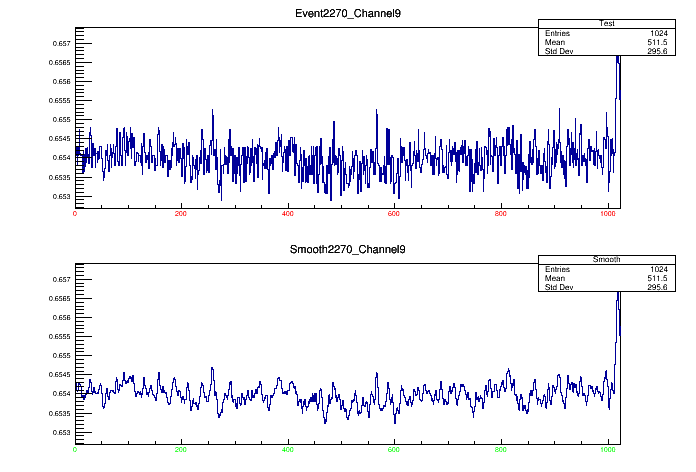 Event2270_Channel9
Test
Entries 1024
Mean 511.5
Std Dev 295.6
0.657
0.6565
0.656
0.6555
0.655
0.6545
0.654
0.6535
0.653
0 200 400 600 800 1000
Smooth2270_Channel9
Smooth
Entries 1024
Mean 511.5
Std Dev 295.6
0.657
0.6565
0.656
0.6555
0.655
0.6545
0.654
0.6535
0.653
0 200 400 600 800 1000